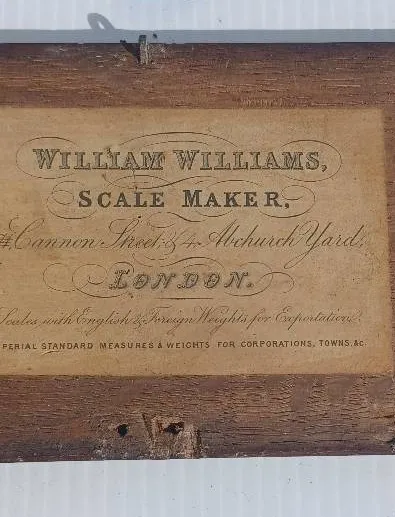 WILLIAM WILLIAMS,
SCALE MAKER,
Cannon Street, & 4, Abchurch Yard,
LONDON.
Scales with English & Foreign Weights for Exportation.
PERIAL STANDARD MEASURES & WEIGHTS FOR CORPORATIONS, TOWNS, &c.